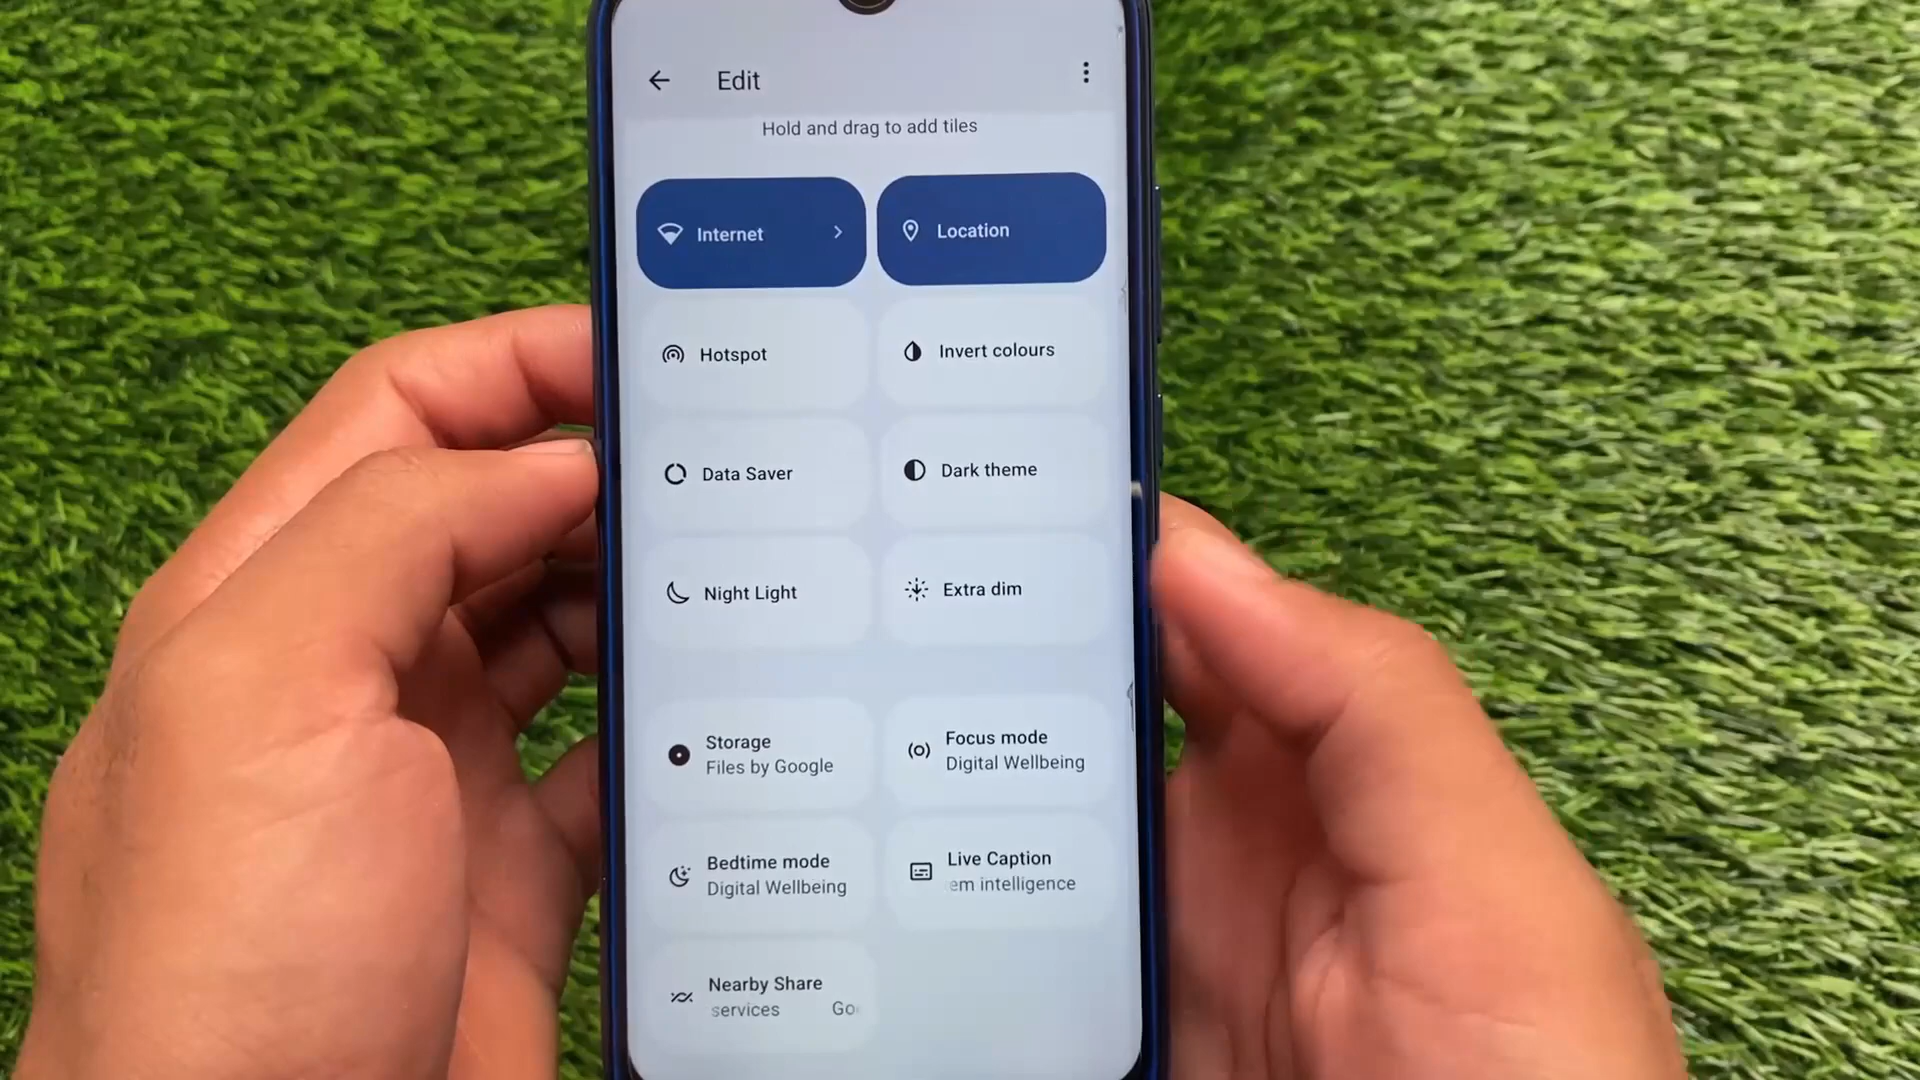 Edit
Hold and drag to add tiles
Internet
Location
Hotspot
Invert colours
Data Saver
Dark theme
Night Light
Extra dim
Storage
Files by Google
Focus mode
Digital Wellbeing
Bedtime mode
Digital Wellbeing
Live Caption
em intelligence
Nearby Share
services Go